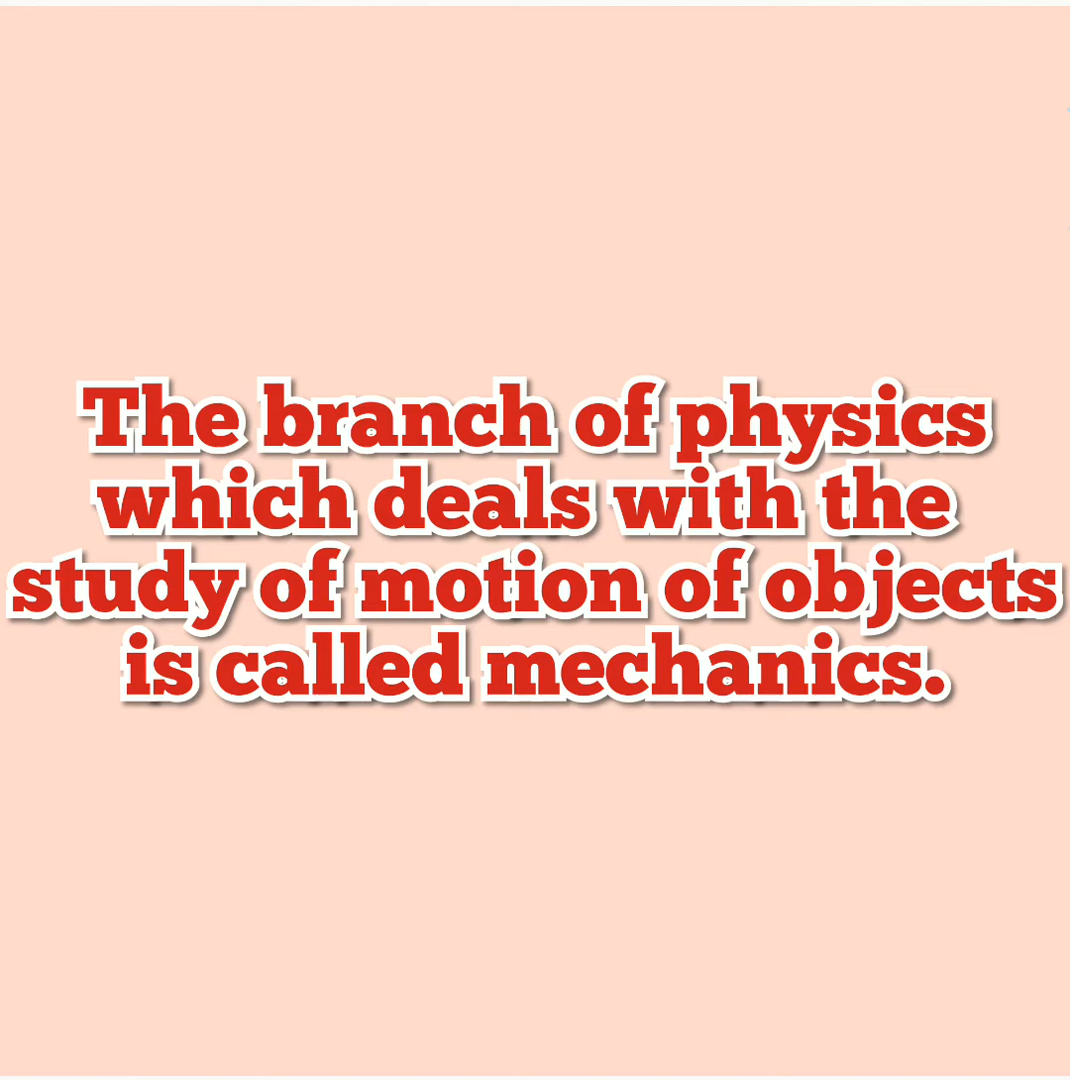 The branch of physics
which deals with the
study of motion of objects
is called mechanics.